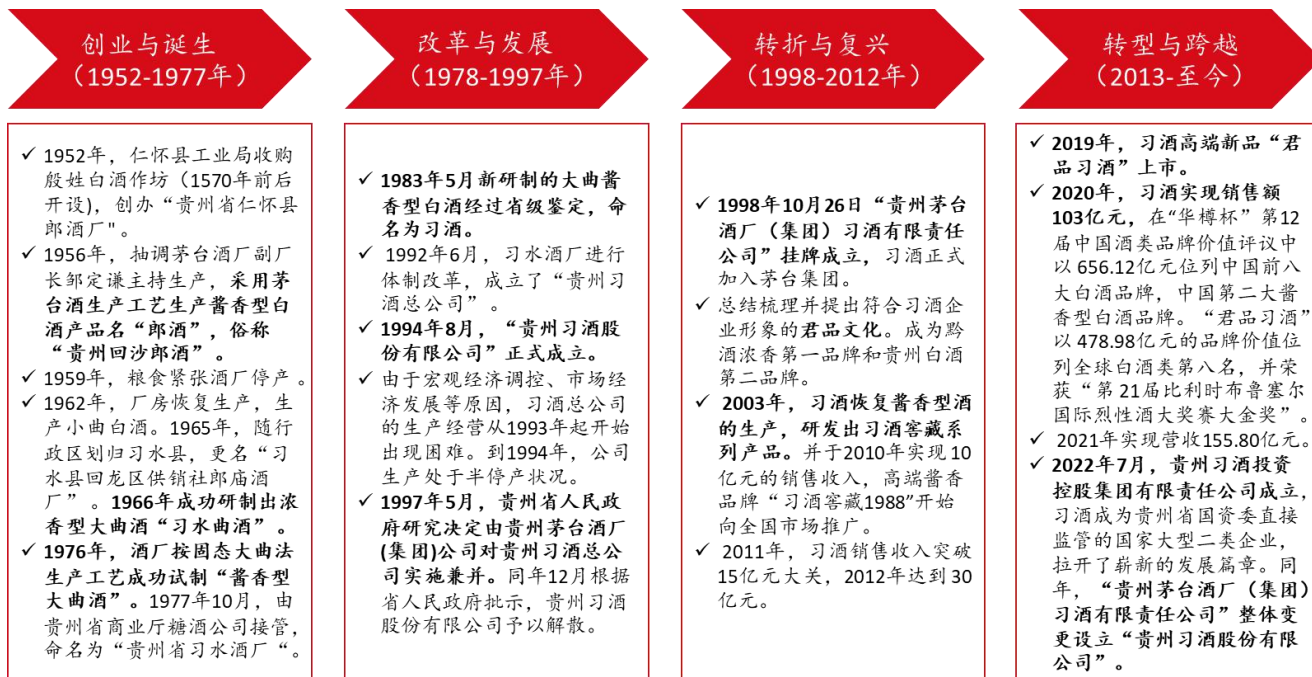 创业与诞生
（1952-1977年）
✓ 1952年，仁怀县工业局收购
殷姓白酒作坊（1570年前后
开设），创办“贵州省仁怀县
郎酒厂"。
✓ 1956年，抽调茅台酒厂副厂
长邹定谦主持生产，采用茅
台酒生产工艺生产酱香型白
酒产品名“郎酒”，俗称
“贵州回沙郎酒”。
✓ 1959年，粮食紧张酒厂停产。
✓ 1962年，厂房恢复生产，生
产小曲白酒。1965年，随行
政区划归习水县，更名“习
水县回龙区供销社郎庙酒
厂”。1966年成功研制出浓
香型大曲酒“习水曲酒”。
✓ 1976年，酒厂按固态大曲法
生产工艺成功试制“酱香型
大曲酒”。1977年10月，由
贵州省商业厅糖酒公司接管，
命名为“贵州省习水酒厂“。
改革与发展
（1978-1997年）
✓ 1983年5月新研制的大曲酱
香型白酒经过省级鉴定，命
名为习酒。
✓ 1992年6月，习水酒厂进行
体制改革，成立了“贵州习
酒总公司”。
✓ 1994年8月，“贵州习酒股
份有限公司”正式成立。
✓ 由于宏观经济调控、市场经
济发展等原因，习酒总公司
的生产经营从1993年起开始
出现困难。到1994年，公司
生产处于半停产状况。
✓ 1997年5月，贵州省人民政
府研究决定由贵州茅台酒厂
(集团)公司对贵州习酒总公
司实施兼并。同年12月根据
省人民政府批示，贵州习酒
股份有限公司予以解散。
转折与复兴
（1998-2012年）
✓ 1998年10月26日“贵州茅台
酒厂（集团）习酒有限责任
公司”挂牌成立，习酒正式
加入茅台集团。
✓ 总结梳理并提出符合习酒企
业形象的君品文化。成为黔
酒浓香第一品牌和贵州白酒
第二品牌。
✓ 2003年，习酒恢复酱香型酒
的生产，研发出习酒窖藏系
列产品。并于2010年实现10
亿元的销售收入，高端酱香
品牌“习酒窖藏1988”开始
向全国市场推广。
✓ 2011年，习酒销售收入突破
15亿元大关，2012年达到30
亿元。
转型与跨越
（2013-至今）
✓ 2019年，习酒高端新品“君
品习酒”上市。
✓ 2020年，习酒实现销售额
103亿元，在“华樽杯”第12
届中国酒类品牌价值评议中
以656.12亿元位列中国前八
大白酒品牌，中国第二大酱
香型白酒品牌。“君品习酒”
以478.98亿元的品牌价值位
列全球白酒类第八名，并荣
获“第21届比利时布鲁塞尔
国际烈性酒大奖赛大金奖”。
✓ 2021年实现营收155.80亿元。
✓ 2022年7月，贵州习酒投资
控股集团有限责任公司成立，
习酒成为贵州省国资委直接
监管的国家大型二类企业，
拉开了崭新的发展篇章。同
年，“贵州茅台酒厂（集团）
习酒有限责任公司”整体变
更设立“贵州习酒股份有限
公司”。